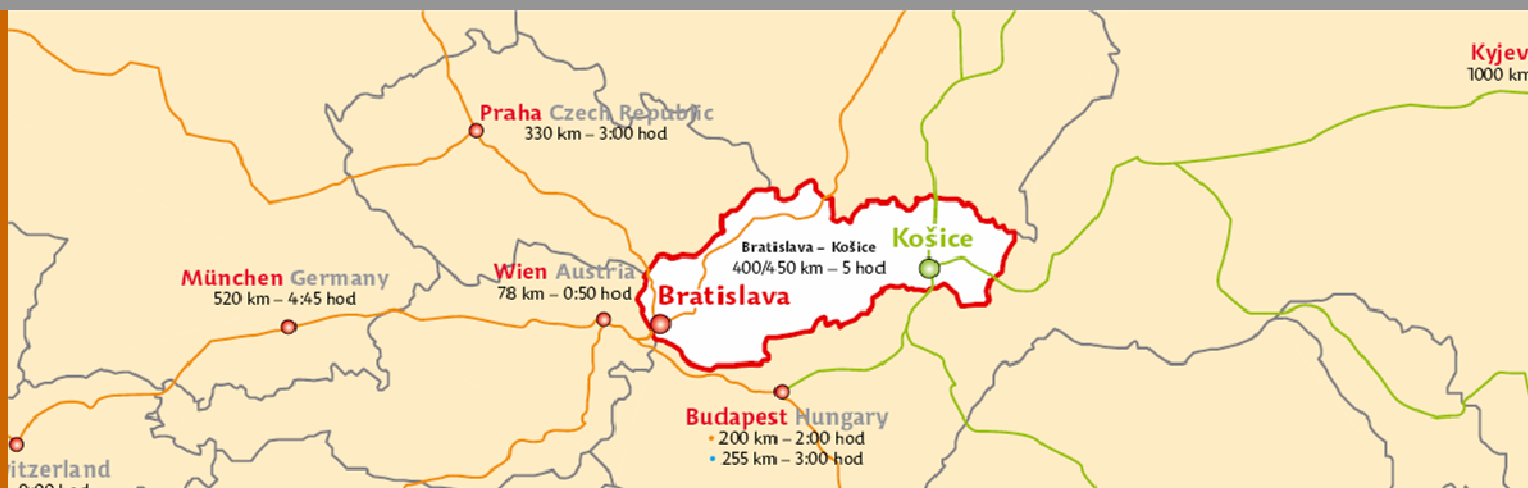 Kyjev
1000 km
Praha Czech Republic
330 km – 3:00 hod
Košice
Bratislava – Košice
400/450 km – 5 hod
München Germany
520 km – 4:45 hod
Wien Austria
78 km – 0:50 hod
Bratislava
Budapest Hungary
200 km – 2:00 hod
255 km – 3:00 hod
itzerland